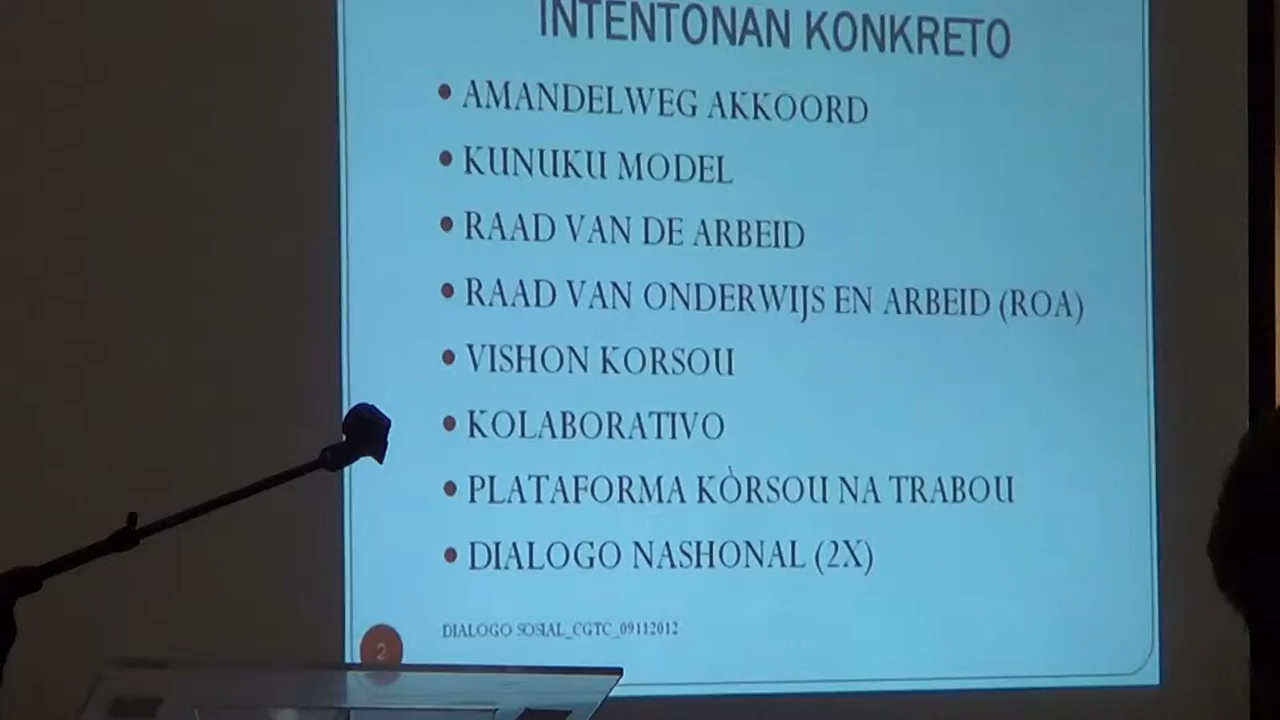 INTENTONAN KONKRETO
• AMANDELWEG AKKOORD
• KUNUKU MODEL
• RAAD VAN DE ARBEID
• RAAD VAN ONDERWIJS EN ARBEID (ROA)
• VISHON KORSOU
• KOLABORATIVO
• PLATAFORMA KÒRSOU NA TRABOU
• DIALOGO NASHONAL (2X)
DIALOGO SOSIAL_CGTC_09112012
2